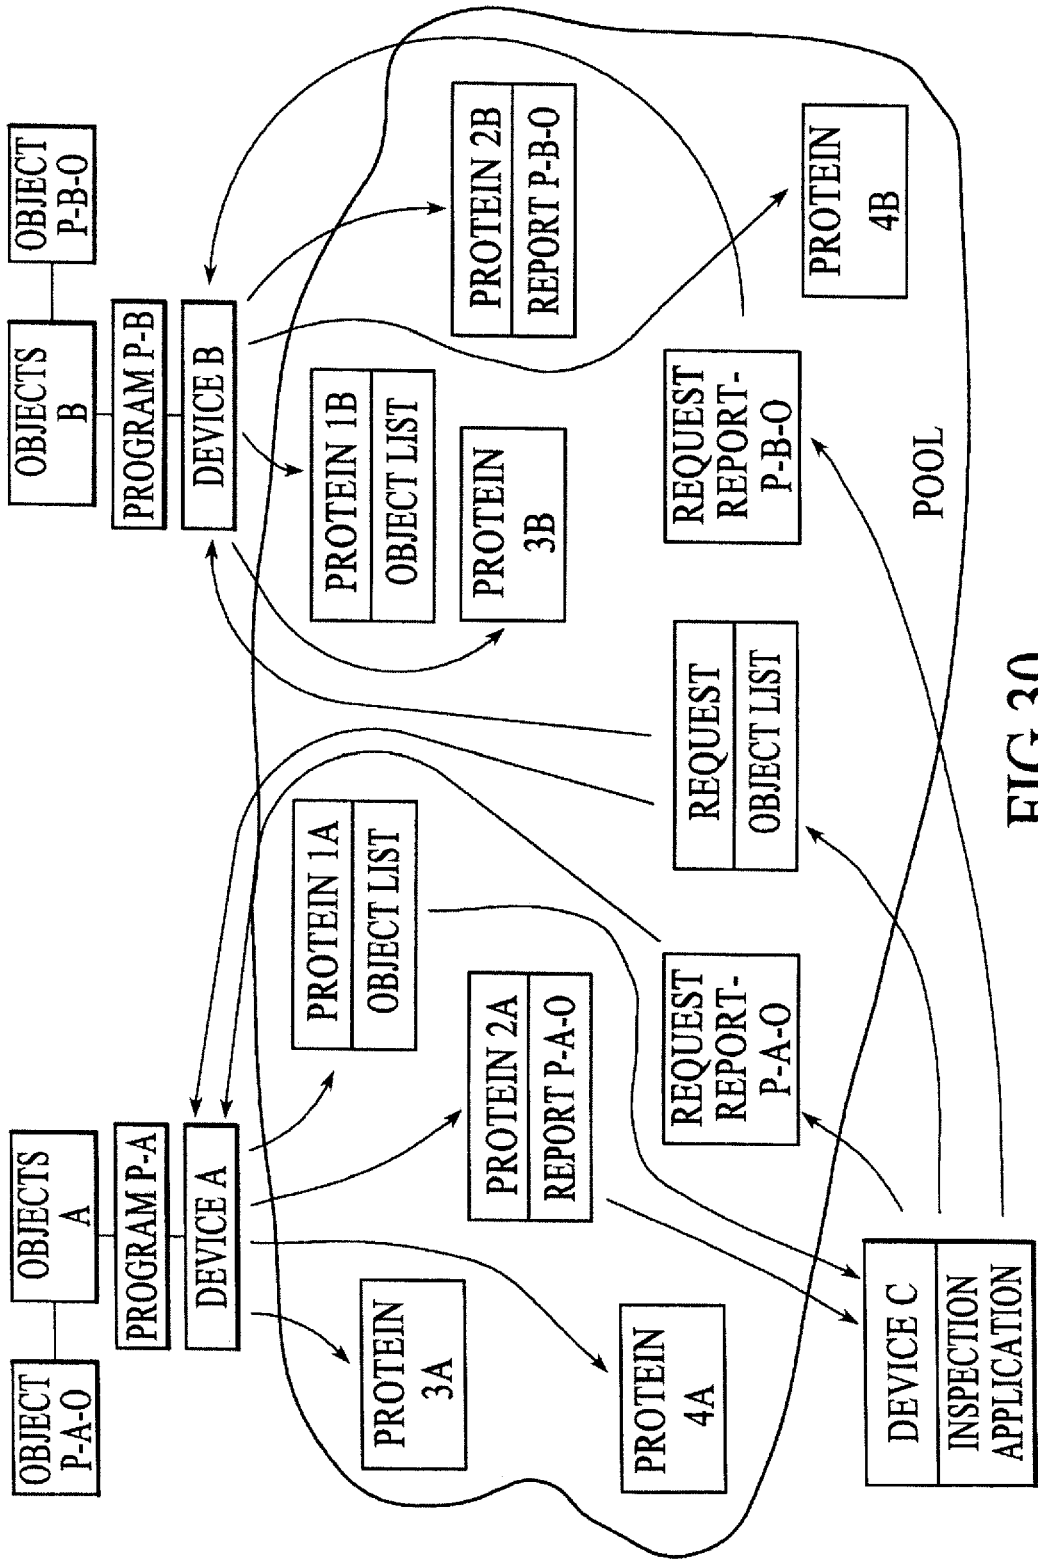 OBJECT
P-A-O
OBJECTS
A
OBJECTS
B
OBJECT
P-B-O
PROGRAM P-A
PROGRAM P-B
DEVICE A
DEVICE B
PROTEIN 1A
OBJECT LIST
PROTEIN 1B
OBJECT LIST
PROTEIN
3A
PROTEIN 2A
REPORT P-A-O
PROTEIN
3B
PROTEIN 2B
REPORT P-B-O
PROTEIN
4A
REQUEST
REPORT-
P-A-O
REQUEST
OBJECT LIST
REQUEST
REPORT-
P-B-O
PROTEIN
4B
DEVICE C
INSPECTION
APPLICATION
POOL
FIG.30